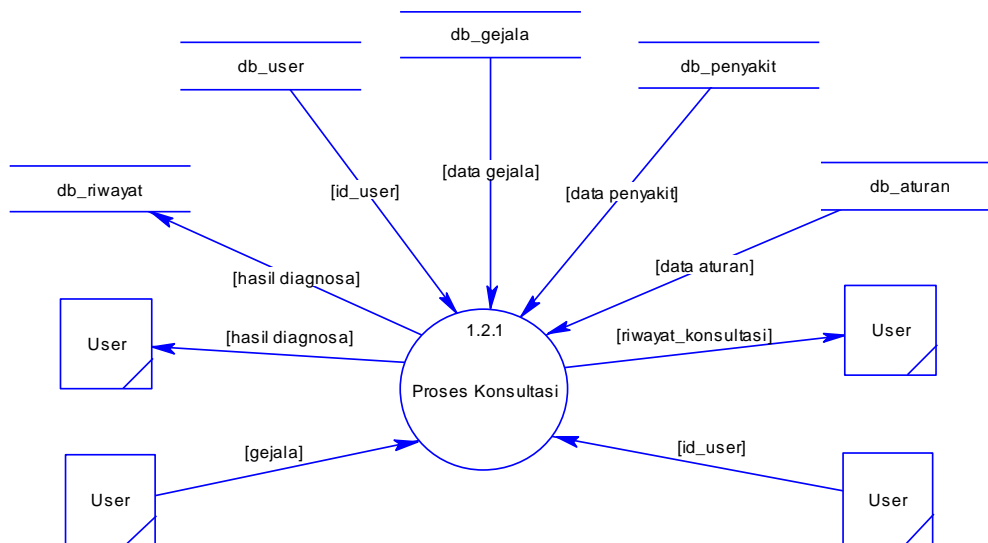 db_gejala
db_user
db_penyakit
[data gejala]
db_riwayat
[id_user]
[data penyakit]
db_aturan
[hasil diagnosa]
[data aturan]
User
[hasil diagnosa]
1.2.1
[riwayat_konsultasi]
User
Proses Konsultasi
[gejala]
[id_user]
User
User